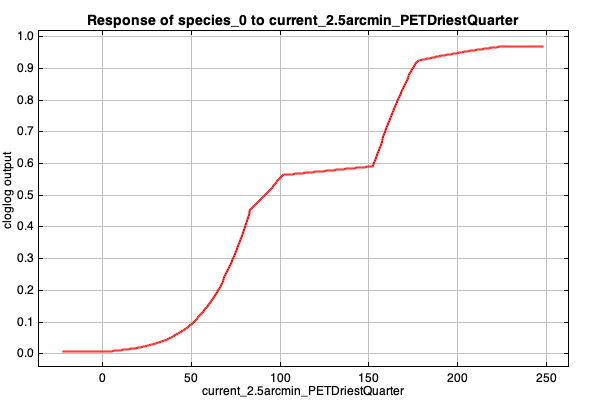 Response of species_0 to current_2.5arcmin_PETDriestQuarter
1.0
0.9
0.8
0.7
0.6
0.5
0.4
0.3
0.2
0.1
0.0
cloglog output
0 50 100 150 200 250
current_2.5arcmin_PETDriestQuarter